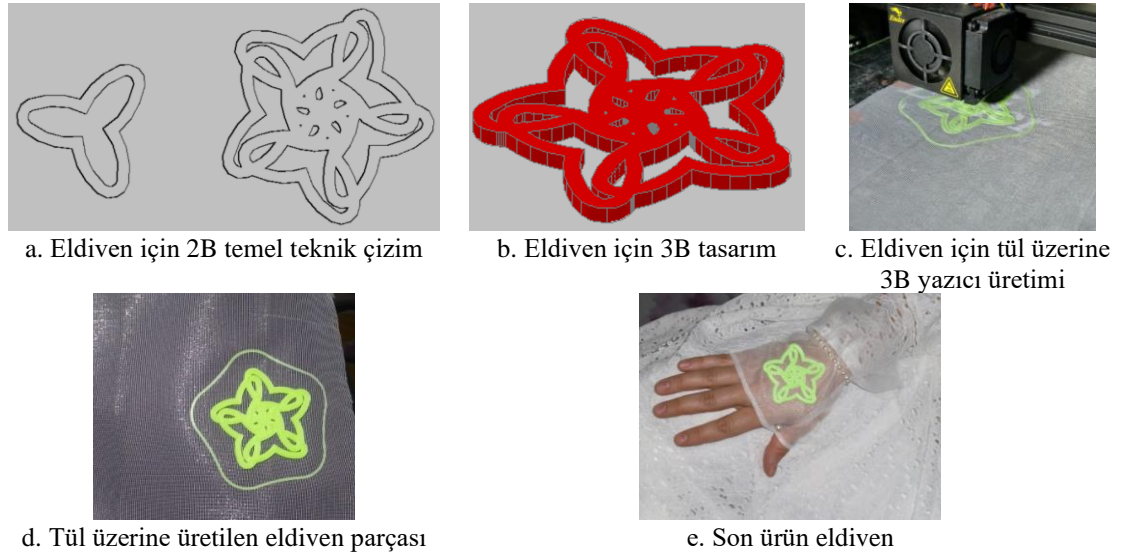 a. Eldiven için 2B temel teknik çizim
b. Eldiven için 3B tasarım
c. Eldiven için tül üzerine
3B yazıcı üretimi
d. Tül üzerine üretilen eldiven parçası
e. Son ürün eldiven